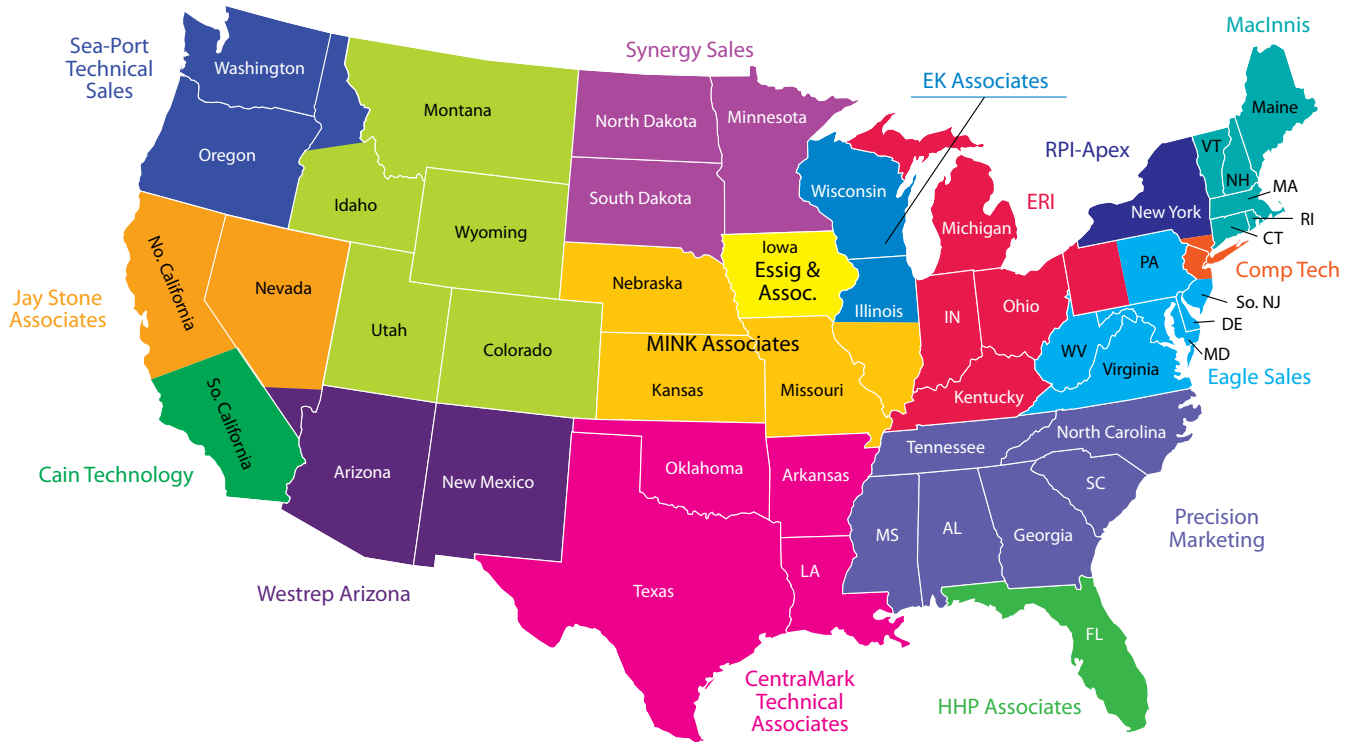 MacInnis
Sea-Port
Technical
Sales
Synergy Sales
EK Associates
Washington
Montana
North Dakota
Minnesota
Maine
Oregon
RPI-Apex
VT
NH
MA
Idaho
South Dakota
Wisconsin
ERI
New York
RI
Wyoming
Michigan
CT
No. California
Iowa
Essig &
Assoc.
PA
Comp Tech
Jay Stone
Associates
Nevada
Nebraska
Illinois
IN
Ohio
So. NJ
Utah
Colorado
MINK Associates
DE
WV
MD
Virginia
Eagle Sales
Kansas
Missouri
Kentucky
So. California
Tennessee
North Carolina
Cain Technology
Arizona
New Mexico
Oklahoma
Arkansas
SC
MS
AL
Georgia
Precision
Marketing
Westrep Arizona
Texas
LA
FL
CentraMark
Technical
Associates
HHP Associates